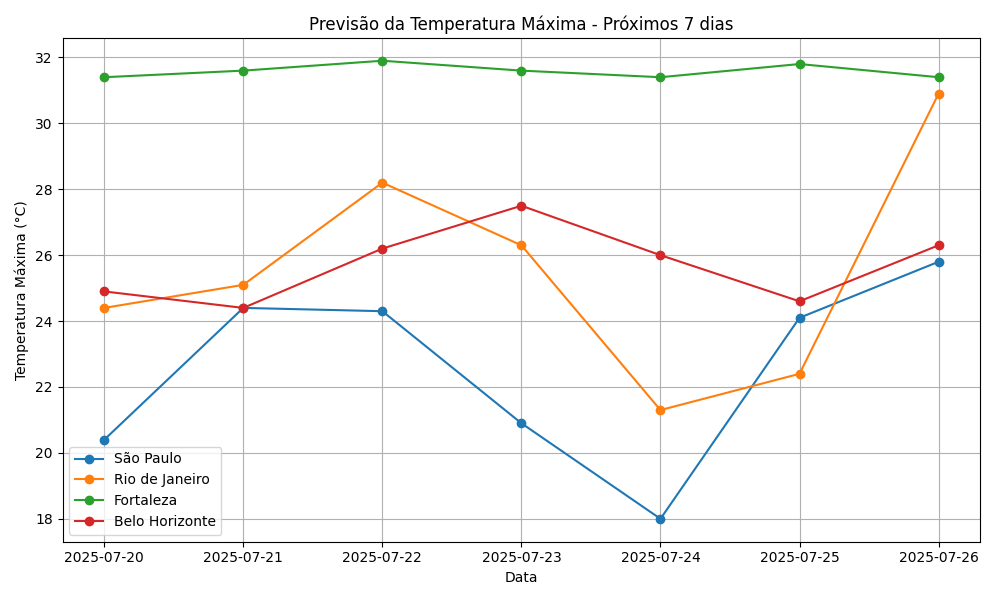 Previsão da Temperatura Máxima - Próximos 7 dias
Temperatura Máxima (°C)
32
30
28
26
24
22
20
18
São Paulo
Rio de Janeiro
Fortaleza
Belo Horizonte
2025-07-20 2025-07-21 2025-07-22 2025-07-23 2025-07-24 2025-07-25 2025-07-26
Data